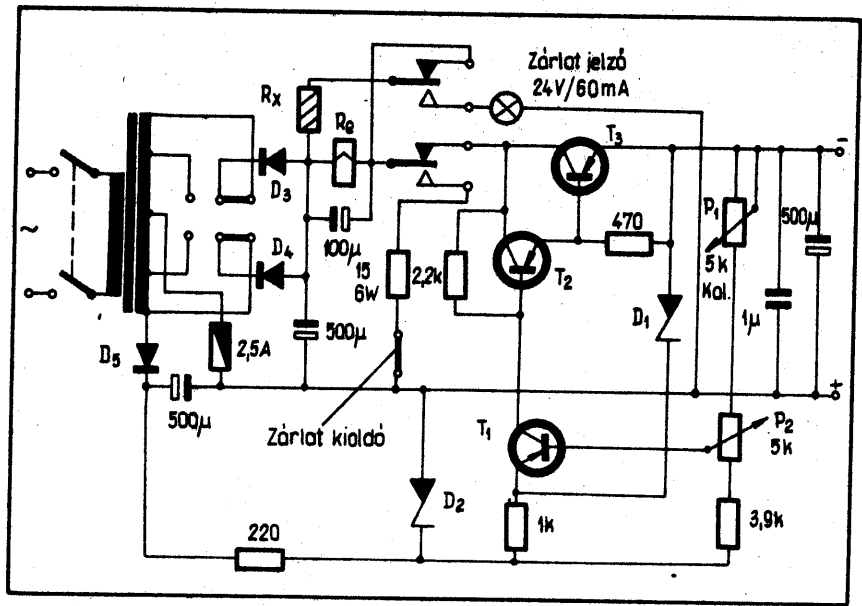 Zárlat jelző
24V/60mA
Rx
Re
T3
D3
D4
100µ
15
6W
2,2k
T2
470
P1
5k
Kal.
500µ
1µ
D1
~
D5
2,5A
500µ
500µ
Zárlat kioldó
T1
P2
5k
D2
220
1k
3,9k
-
+